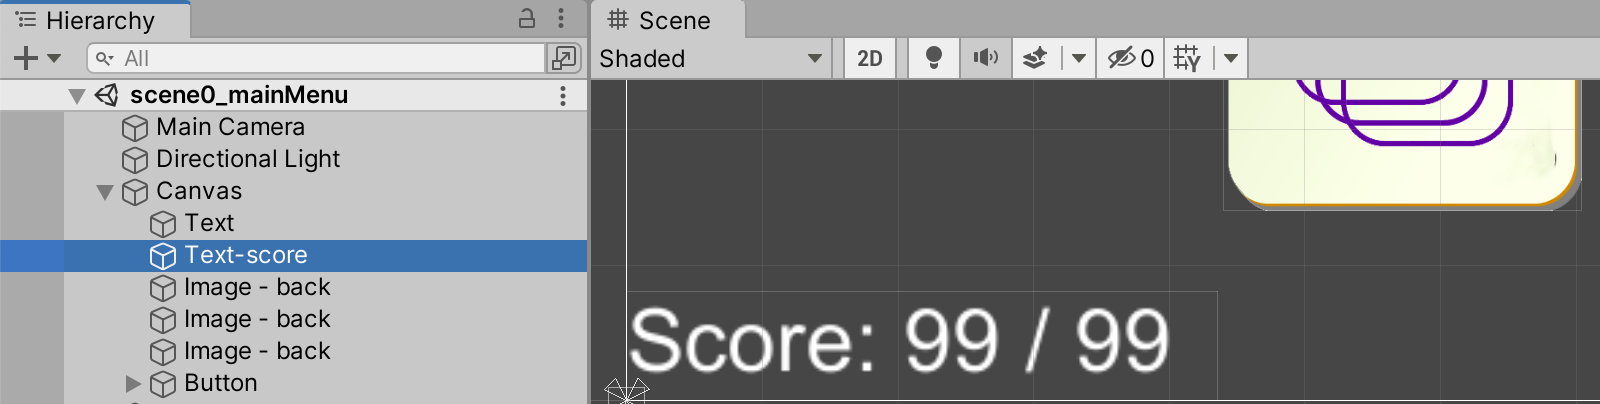 Hierarchy
All
scene0_mainMenu
Main Camera
Directional Light
Canvas
Text
Text-score
Image - back
Image - back
Image - back
Button
Scene
Shaded
2D
0
Score: 99 / 99